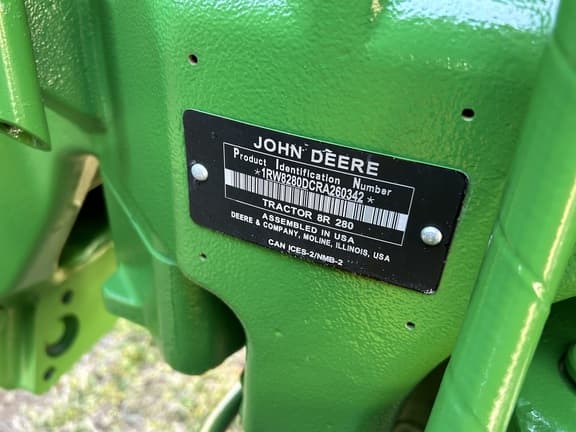 JOHN DEERE
Product Identification Number
*1RW8280DCRA260342*
TRACTOR 8R 280
ASSEMBLED IN USA
DEERE & COMPANY, MOLINE, ILLINOIS, USA
CAN ICES-2/NMB-2